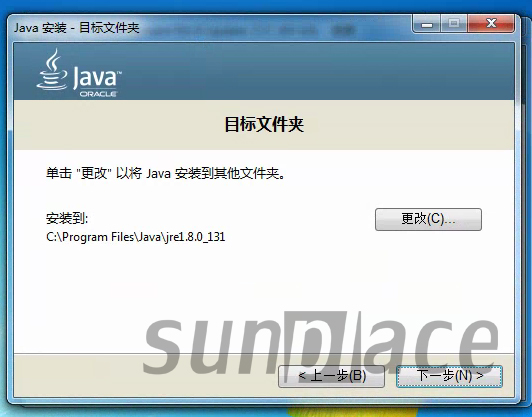 Java 安装 - 目标文件夹
Java™
ORACLE
目标文件夹
单击 "更改" 以将 Java 安装到其他文件夹。
安装到:
更改(C)...
C:\Program Files\Java\jre1.8.0_131
sunplace
< 上一步(B)
下一步(N) >